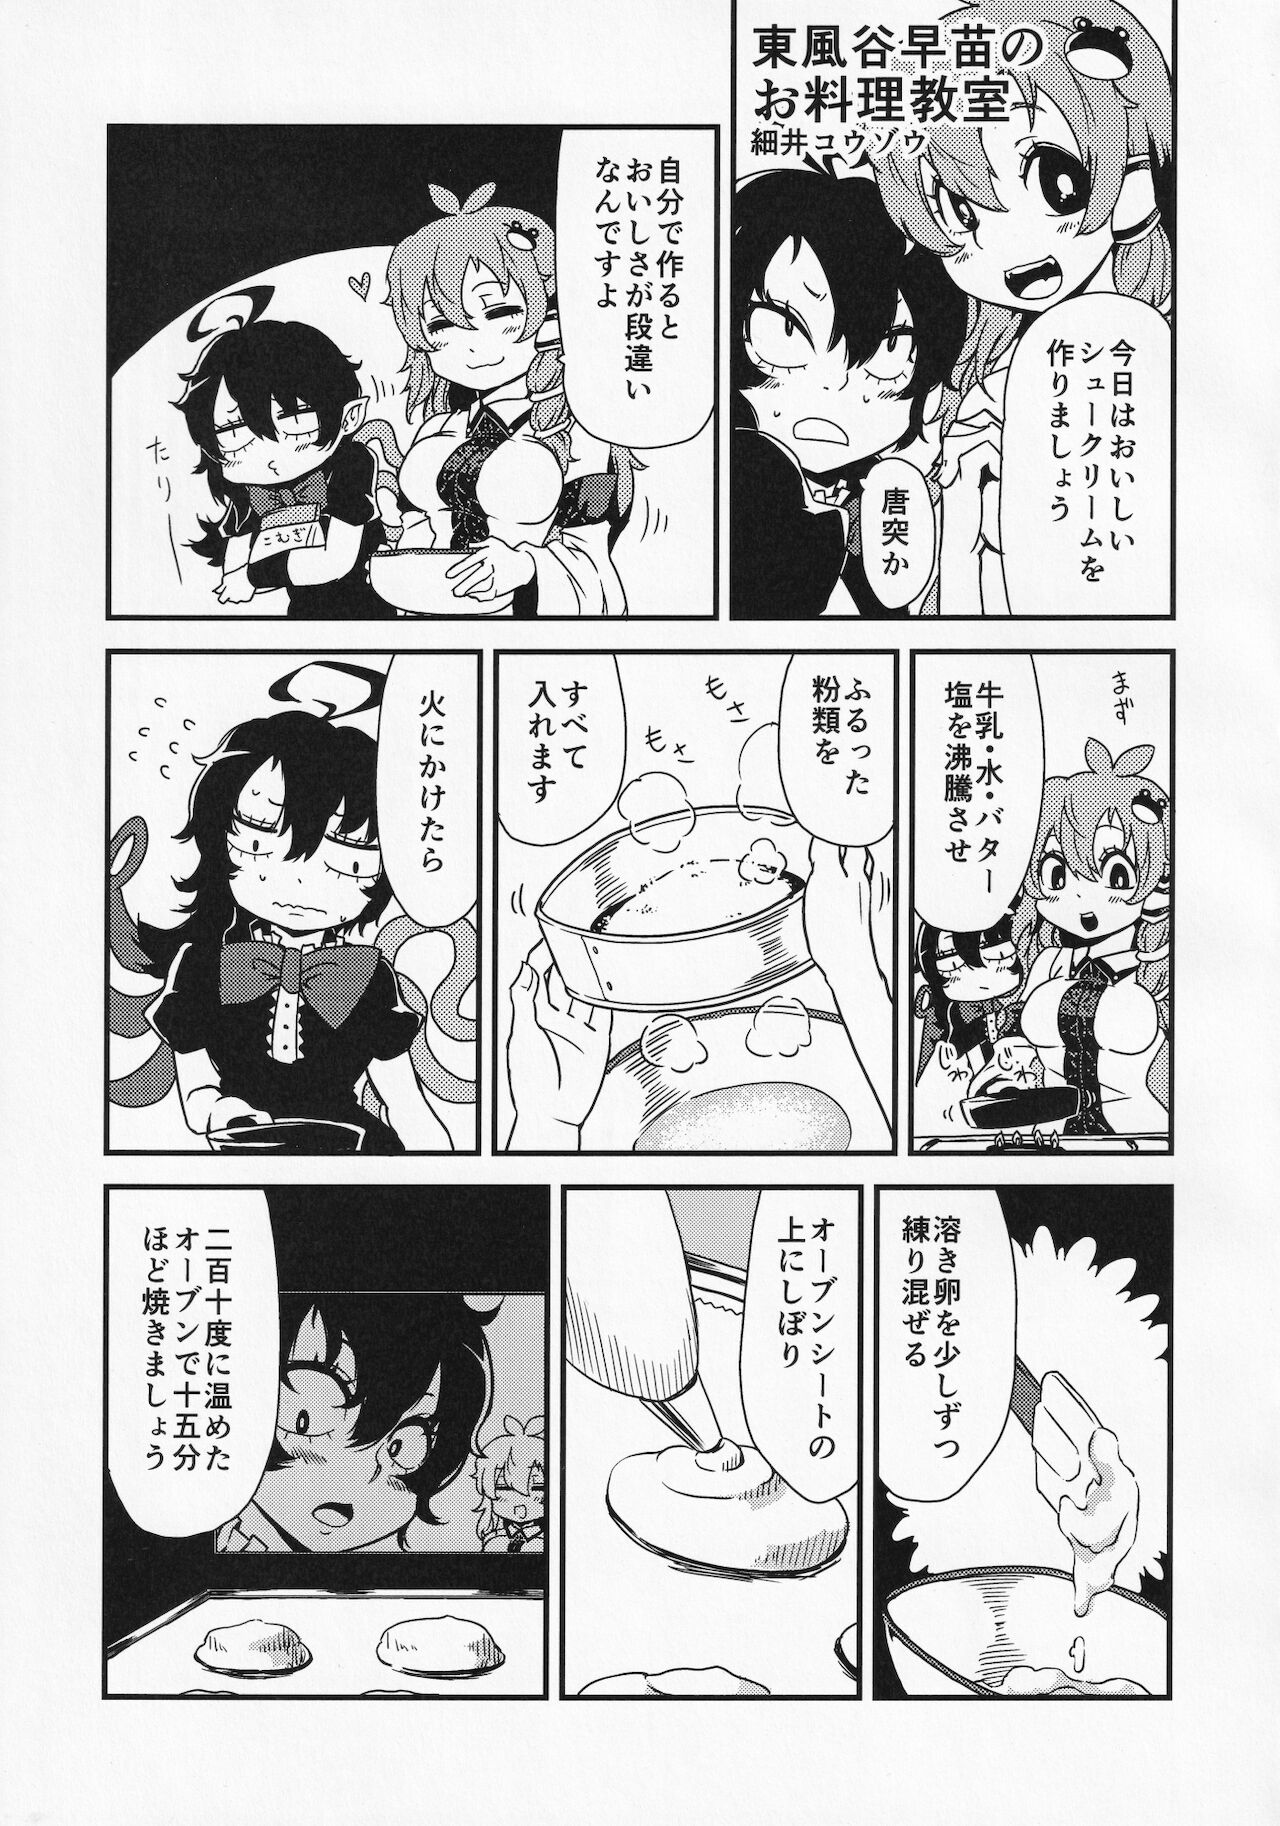 東風谷早苗の
お料理教室
細井コウゾウ
今日はおいしい
シュークリームを
作りましょう
唐突か
自分で作ると
おいしさが段違い
なんですよ
こむぎ
たり
まず
牛乳・水・バター
塩を沸騰させ
じゎ
じゎ
ふるった
粉類を
もさ
もさ
すべて
入れます
火にかけたら
溶き卵を少しずつ
練り混ぜる
オーブンシートの
上にしぼり
二百十度に温めた
オーブンで十五分
ほど焼きましょう